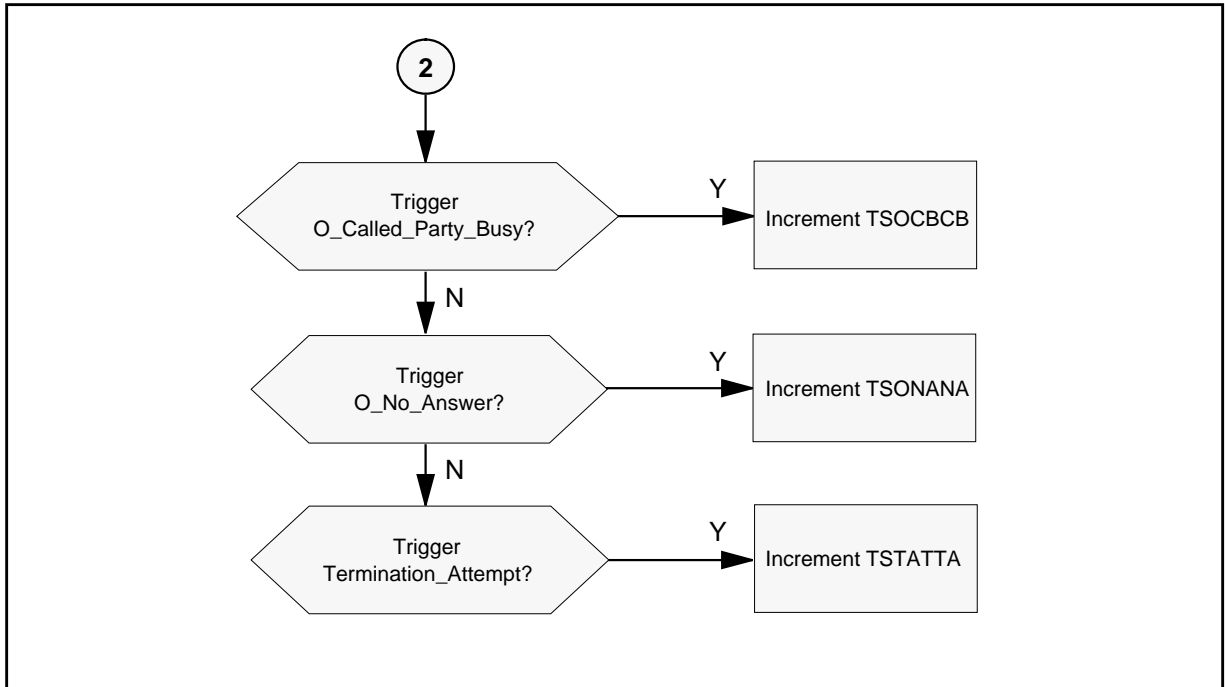 2
Trigger
O_Called_Party_Busy?
Y
Increment TSOCBCB
N
Trigger
O_No_Answer?
Y
Increment TSONANA
N
Trigger
Termination_Attempt?
Y
Increment TSTATTA